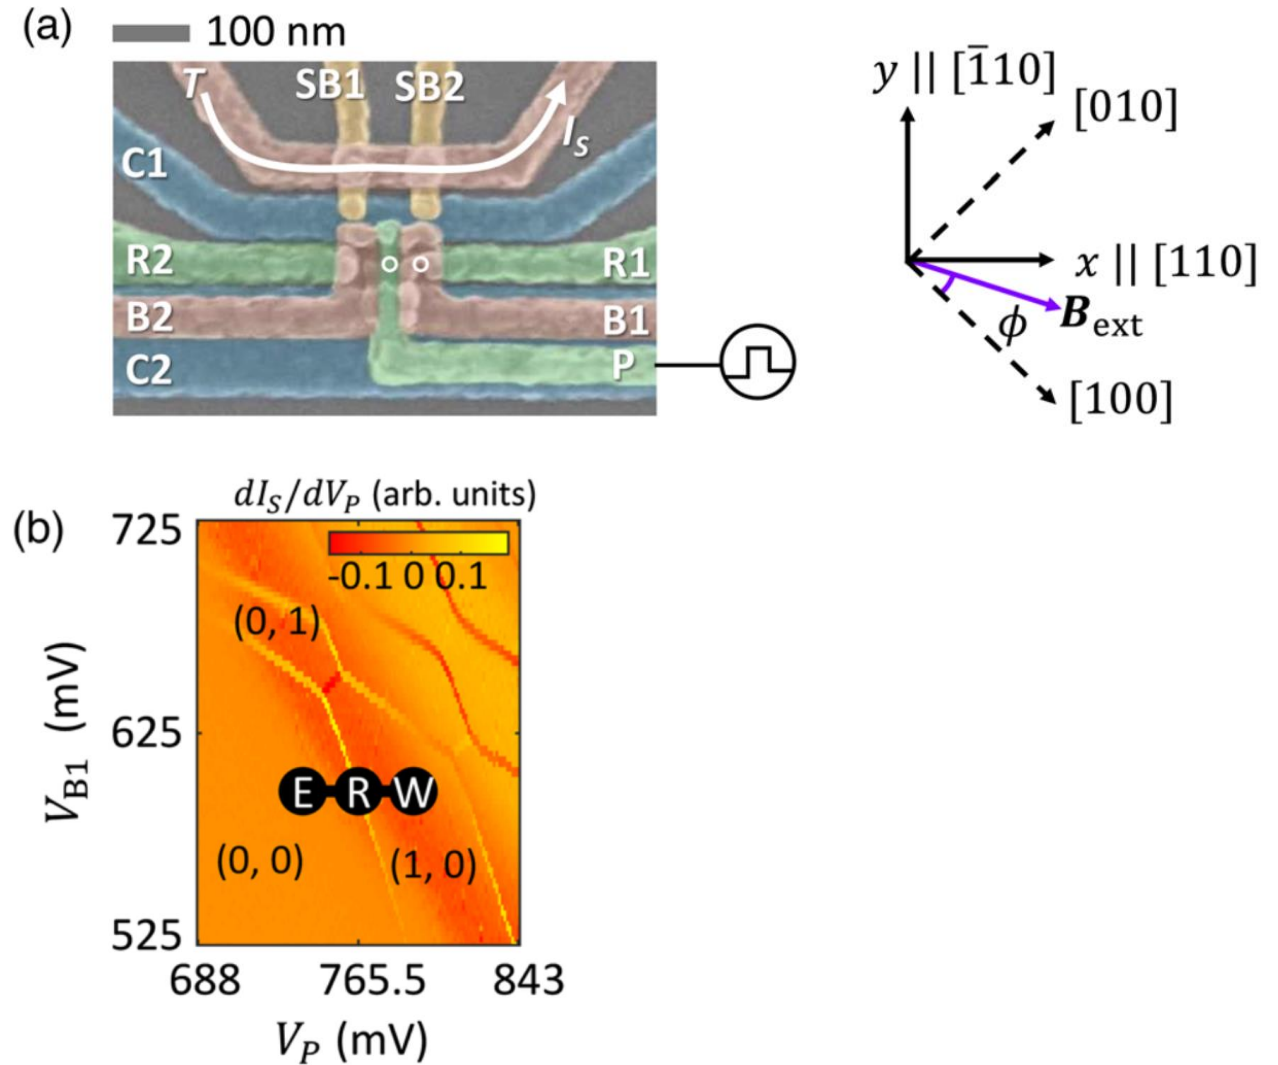 (a)
100 nm
T SB1 SB2
I_S
C1
R2 R1
B2 B1
C2 P
y || [1̅10]
[010]
x || [110]
B_ext
ϕ
[100]
(b)
dI_S/dV_P (arb. units)
725
-0.1 0 0.1
(0, 1)
625
V_B1 (mV)
E R W
(0, 0) (1, 0)
525
688 765.5 843
V_P (mV)